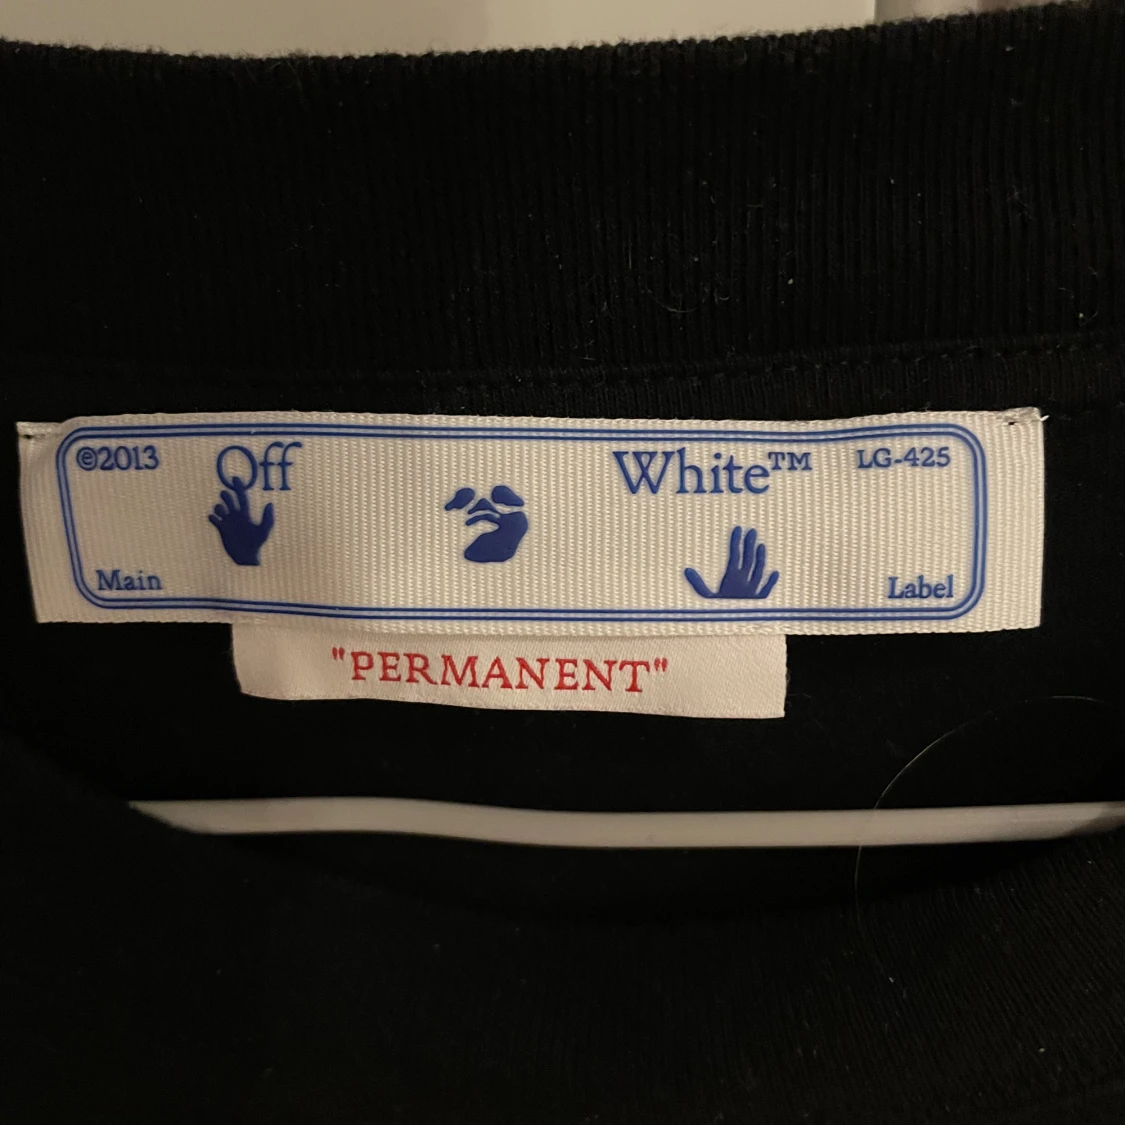 ©2013 Off White™ LG-425
Main Label
"PERMANENT"